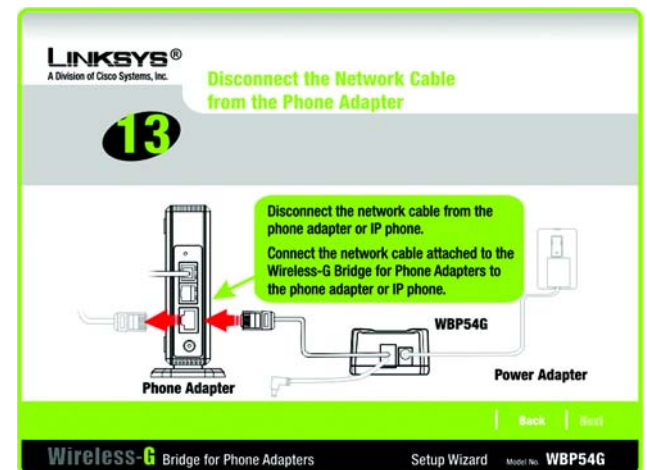 LINKSYS®
A Division of Cisco Systems, Inc.
Disconnect the Network Cable
from the Phone Adapter
13
Disconnect the network cable from the
phone adapter or IP phone.
Connect the network cable attached to the
Wireless-G Bridge for Phone Adapters to
the phone adapter or IP phone.
WBP54G
Power Adapter
Phone Adapter
Back
Next
Wireless-G Bridge for Phone Adapters
Setup Wizard
Model No. WBP54G